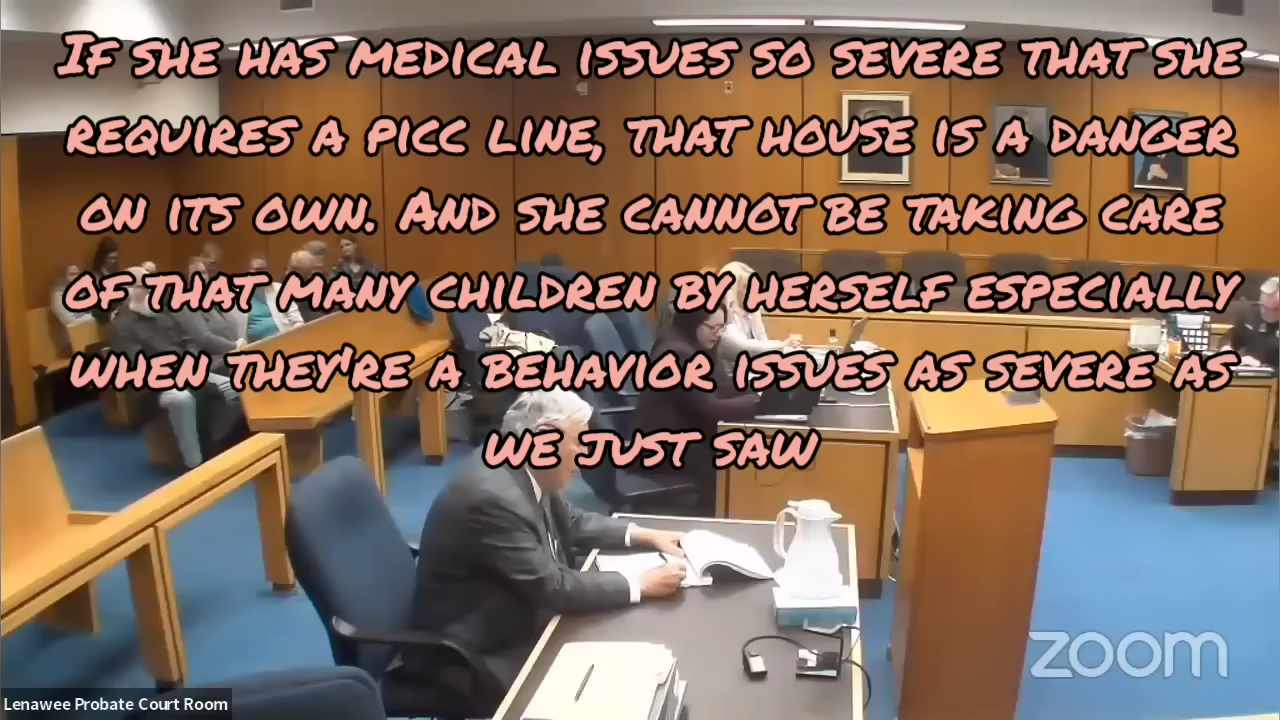 If she has medical issues so severe that she
requires a picc line, that house is a danger
on its own. And she cannot be taking care
of that many children by herself especially
when they're a behavior issues as severe as
we just saw
zoom
Lenawee Probate Court Room